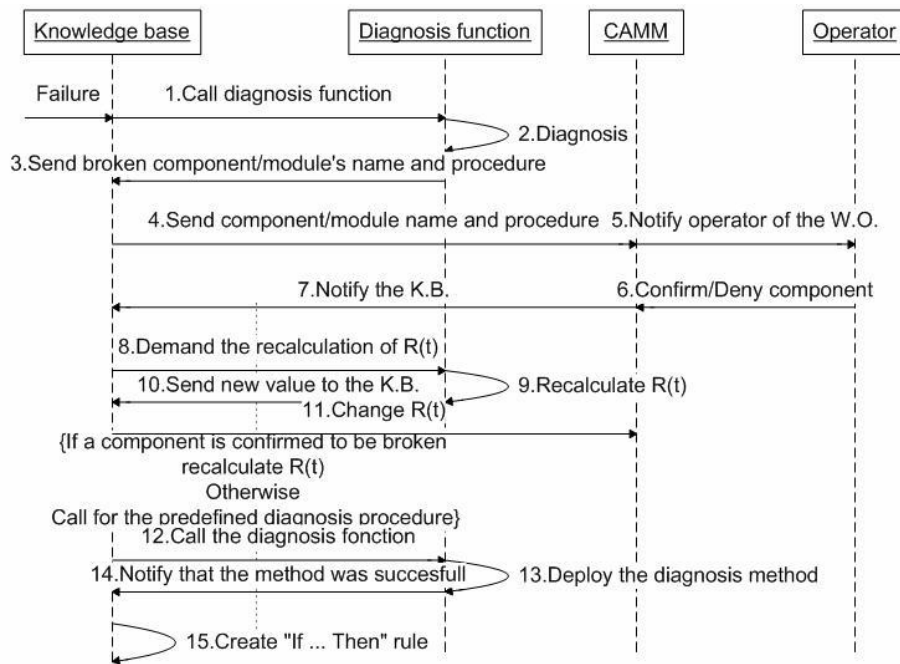 Knowledge base
Diagnosis function
CAMM
Operator
Failure
1.Call diagnosis function
2.Diagnosis
3.Send broken component/module's name and procedure
4.Send component/module name and procedure
5.Notify operator of the W.O.
7.Notify the K.B.
6.Confirm/Deny component
8.Demand the recalculation of R(t)
10.Send new value to the K.B.
9.Recalculate R(t)
11.Change R(t)
{If a component is confirmed to be broken
recalculate R(t)
Otherwise
Call for the predefined diagnosis procedure}
12.Call the diagnosis fonction
14.Notify that the method was succesfull
13.Deploy the diagnosis method
15.Create "If ... Then" rule